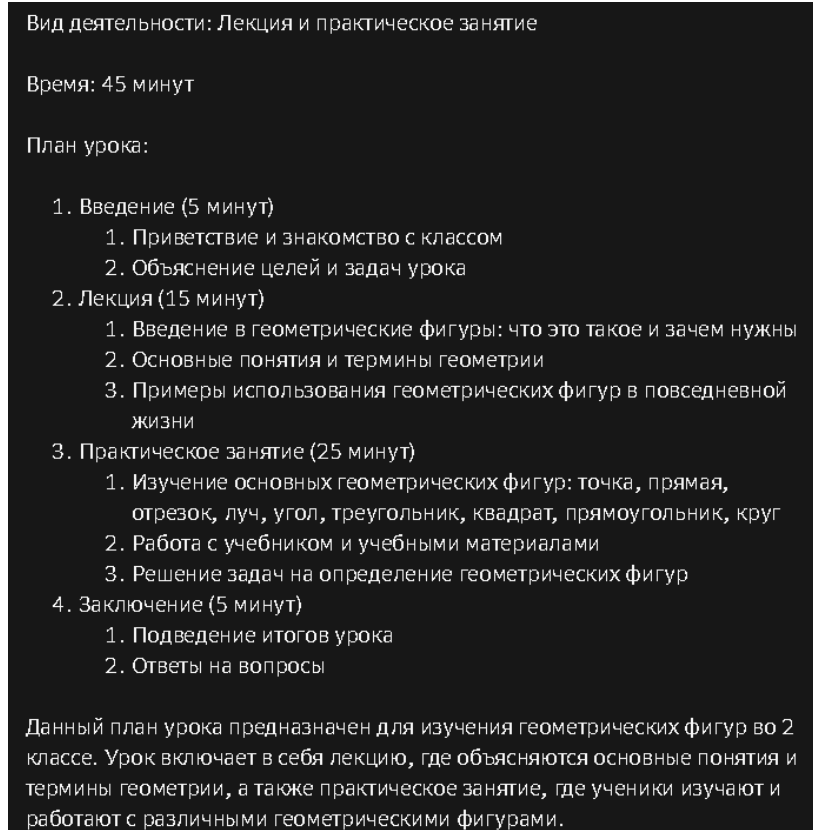 Вид деятельности: Лекция и практическое занятие
Время: 45 минут
План урока:
1. Введение (5 минут)
1. Приветствие и знакомство с классом
2. Объяснение целей и задач урока
2. Лекция (15 минут)
1. Введение в геометрические фигуры: что это такое и зачем нужны
2. Основные понятия и термины геометрии
3. Примеры использования геометрических фигур в повседневной
жизни
3. Практическое занятие (25 минут)
1. Изучение основных геометрических фигур: точка, прямая,
отрезок, луч, угол, треугольник, квадрат, прямоугольник, круг
2. Работа с учебником и учебными материалами
3. Решение задач на определение геометрических фигур
4. Заключение (5 минут)
1. Подведение итогов урока
2. Ответы на вопросы
Данный план урока предназначен для изучения геометрических фигур во 2
классе. Урок включает в себя лекцию, где объясняются основные понятия и
термины геометрии, а также практическое занятие, где ученики изучают и
работают с различными геометрическими фигурами.